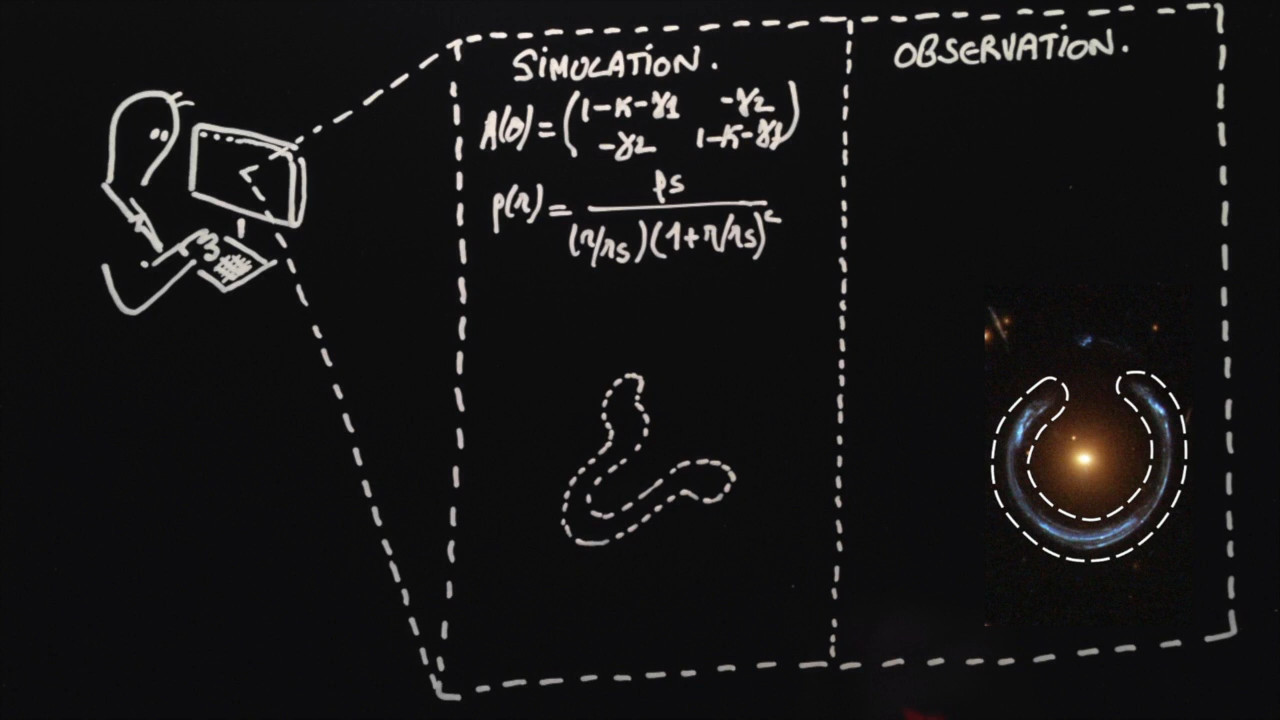 SIMULATION.
A(θ) = (1-κ-γ1 -γ2
-γ2 1-κ-γ1)
ρ(r) = ρs
(r/rs)(1+r/rs)²
OBSERVATION.